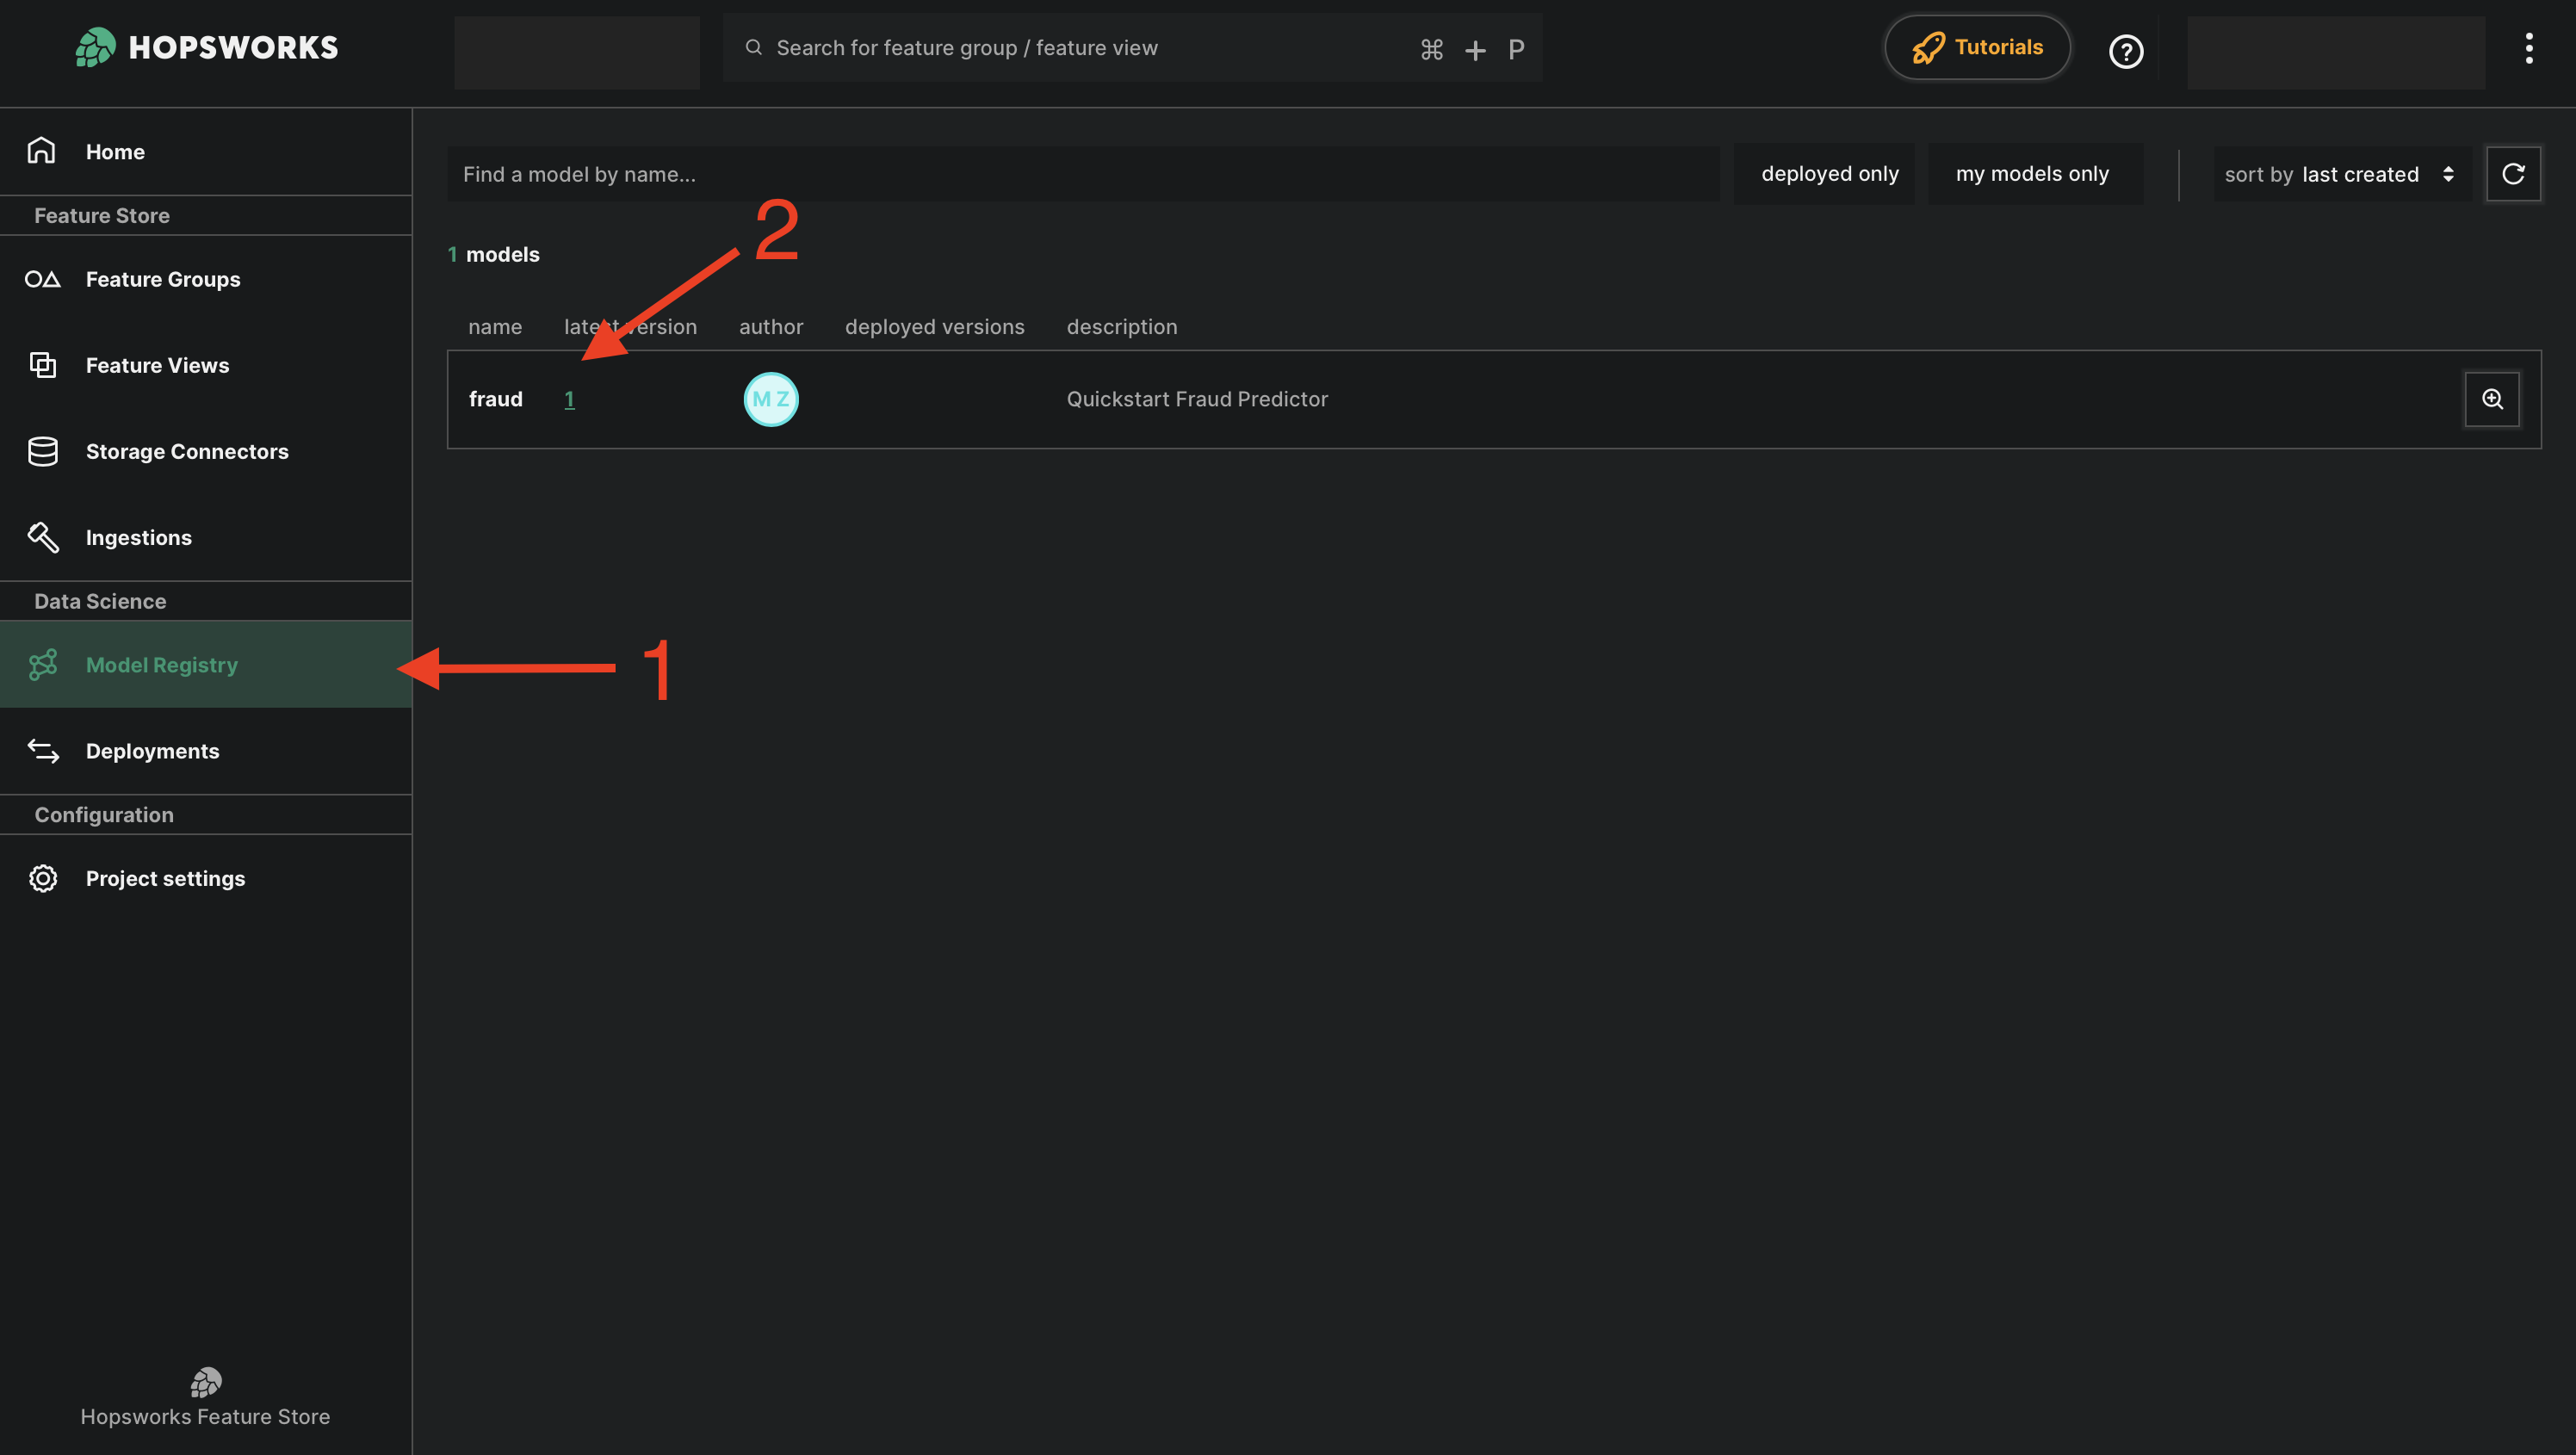 HOPSWORKS
Search for feature group / feature view ⌘ + P
Tutorials
Home
Feature Store
Feature Groups
Feature Views
Storage Connectors
Ingestions
Data Science
Model Registry
Deployments
Configuration
Project settings
Hopsworks Feature Store
Find a model by name...
deployed only
my models only
sort by last created
2
1 models
name latest version author deployed versions description
fraud 1 M Z Quickstart Fraud Predictor
1